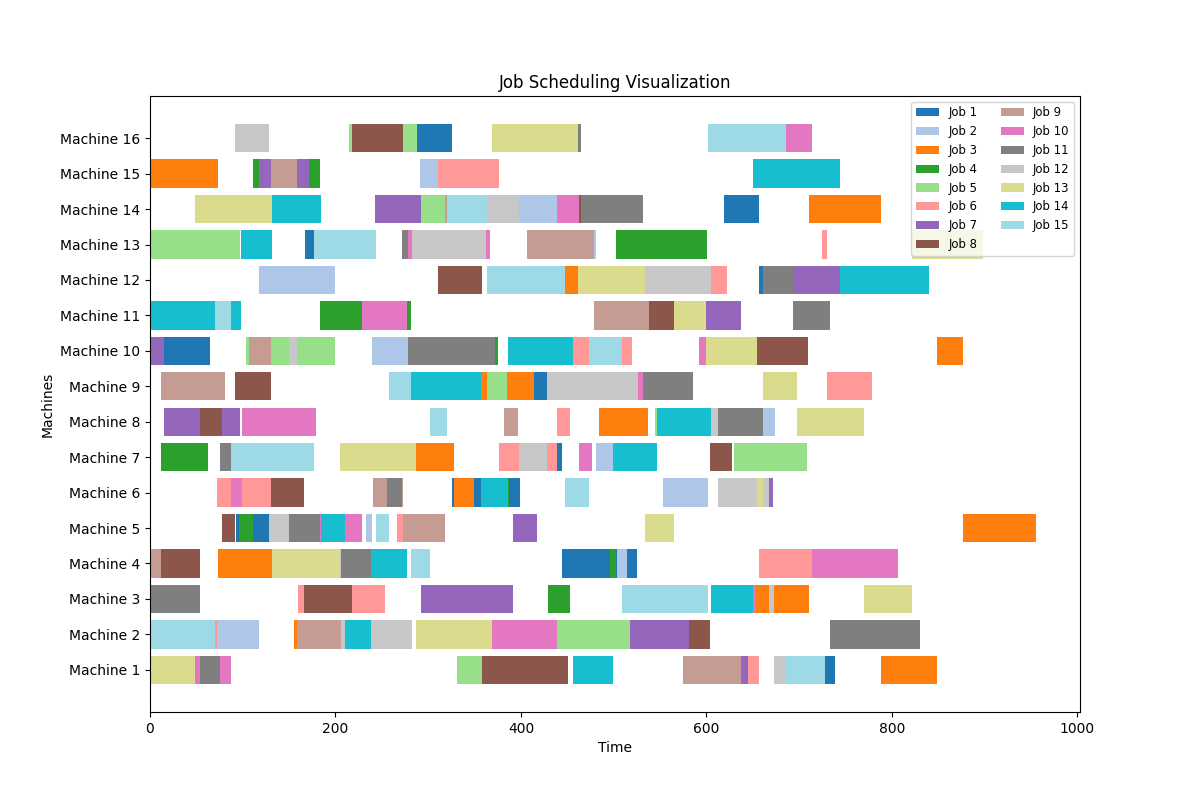 Job Scheduling Visualization
Machine 16
Machine 15
Machine 14
Machine 13
Machine 12
Machine 11
Machine 10
Machine 9
Machine 8
Machine 7
Machine 6
Machine 5
Machine 4
Machine 3
Machine 2
Machine 1
Machines
0 200 400 600 800 1000
Time
Job 1
Job 2
Job 3
Job 4
Job 5
Job 6
Job 7
Job 8
Job 9
Job 10
Job 11
Job 12
Job 13
Job 14
Job 15